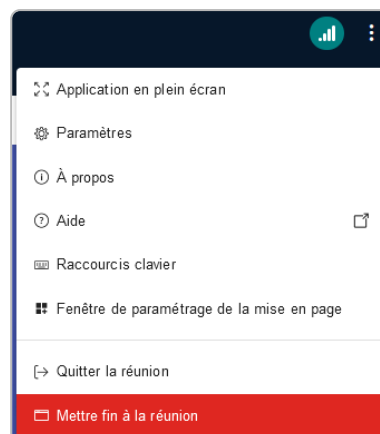 Application en plein écran
Paramètres
À propos
Aide
Raccourcis clavier
Fenêtre de paramétrage de la mise en page
Quitter la réunion
Mettre fin à la réunion